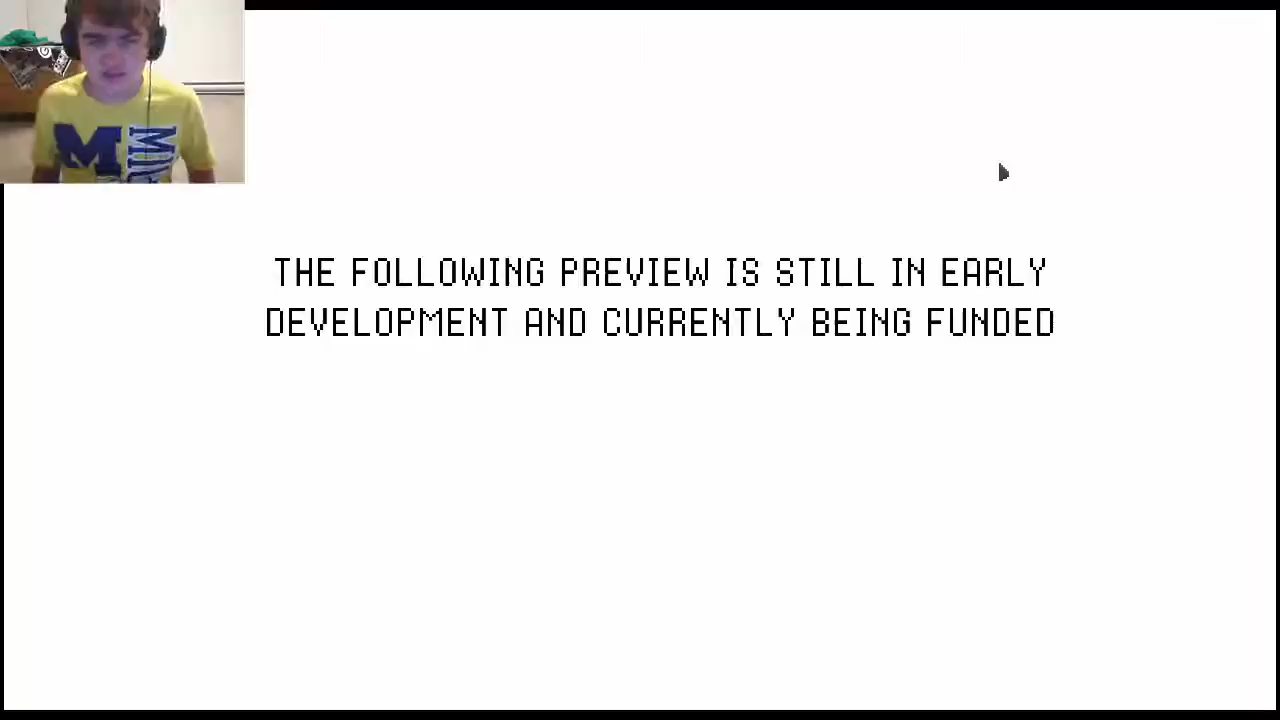 M
THE FOLLOWING PREVIEW IS STILL IN EARLY
DEVELOPMENT AND CURRENTLY BEING FUNDED